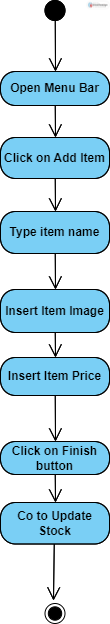 Open Menu Bar
Click on Add Item
Type item name
Insert Item Image
Insert Item Price
Click on Finish
button
Co to Update
Stock